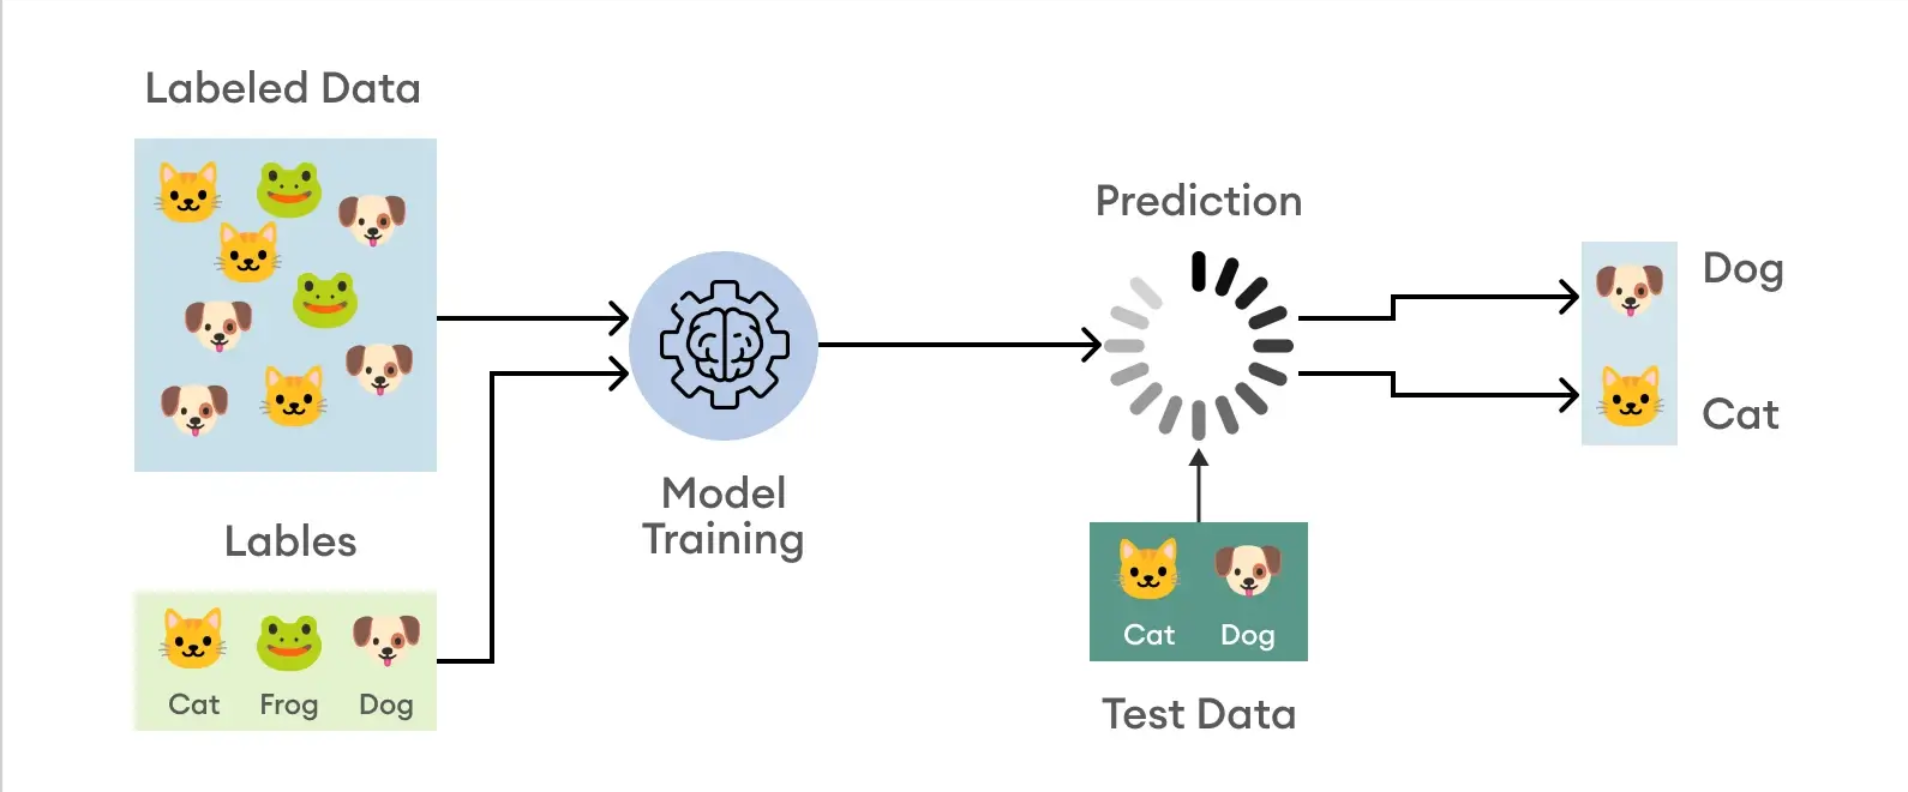 Labeled Data
Lables
Cat Frog Dog
Model
Training
Prediction
Cat Dog
Test Data
Dog
Cat